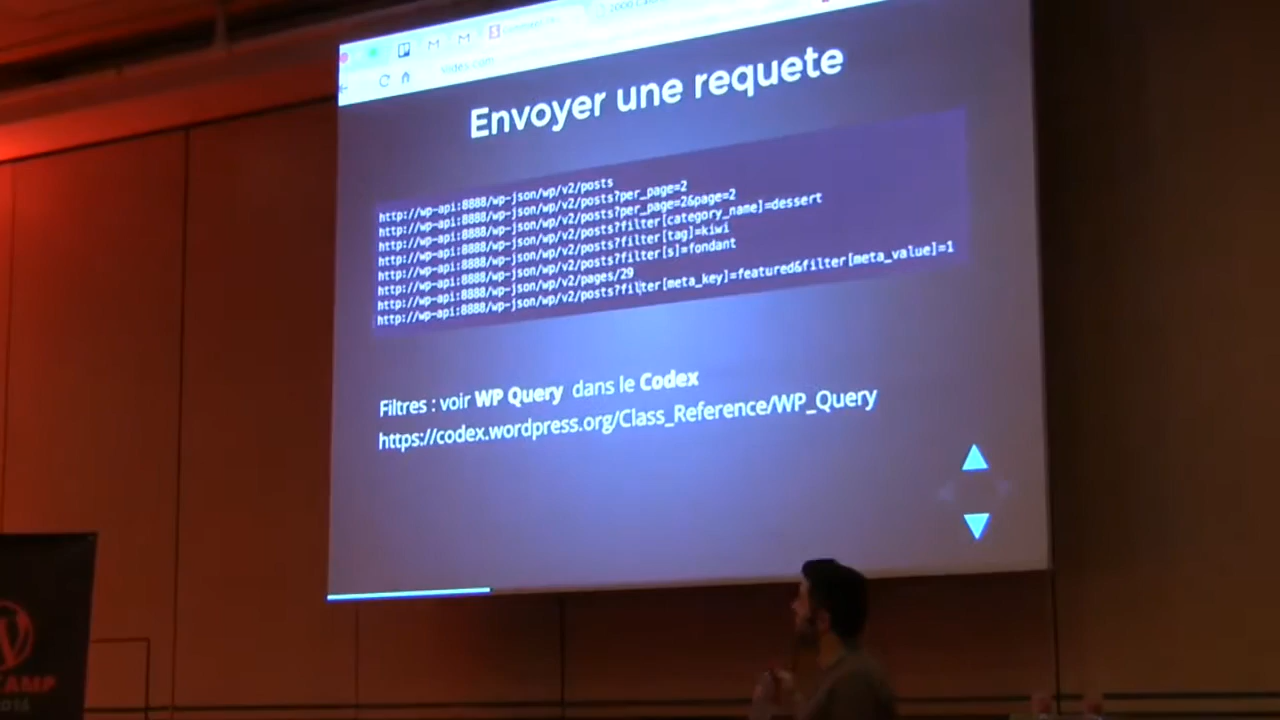 Envoyer une requete
http://wp-api:8888/wp-json/wp/v2/posts
http://wp-api:8888/wp-json/wp/v2/posts?per_page=2
http://wp-api:8888/wp-json/wp/v2/posts?per_page=2&page=2
http://wp-api:8888/wp-json/wp/v2/posts?filter[category_name]=dessert
http://wp-api:8888/wp-json/wp/v2/posts?filter[tag]=kiwi
http://wp-api:8888/wp-json/wp/v2/posts?filter[s]=fondant
http://wp-api:8888/wp-json/wp/v2/pages/29
http://wp-api:8888/wp-json/wp/v2/posts?filter[meta_key]=featured&filter[meta_value]=1
Filtres : voir WP Query dans le Codex
https://codex.wordpress.org/Class_Reference/WP_Query